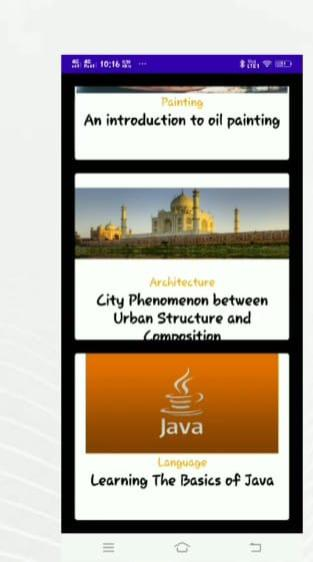 10:16
Painting
An introduction to oil painting
Architecture
City Phenomenon between
Urban Structure and
Composition
Java
Language
Learning The Basics of Java